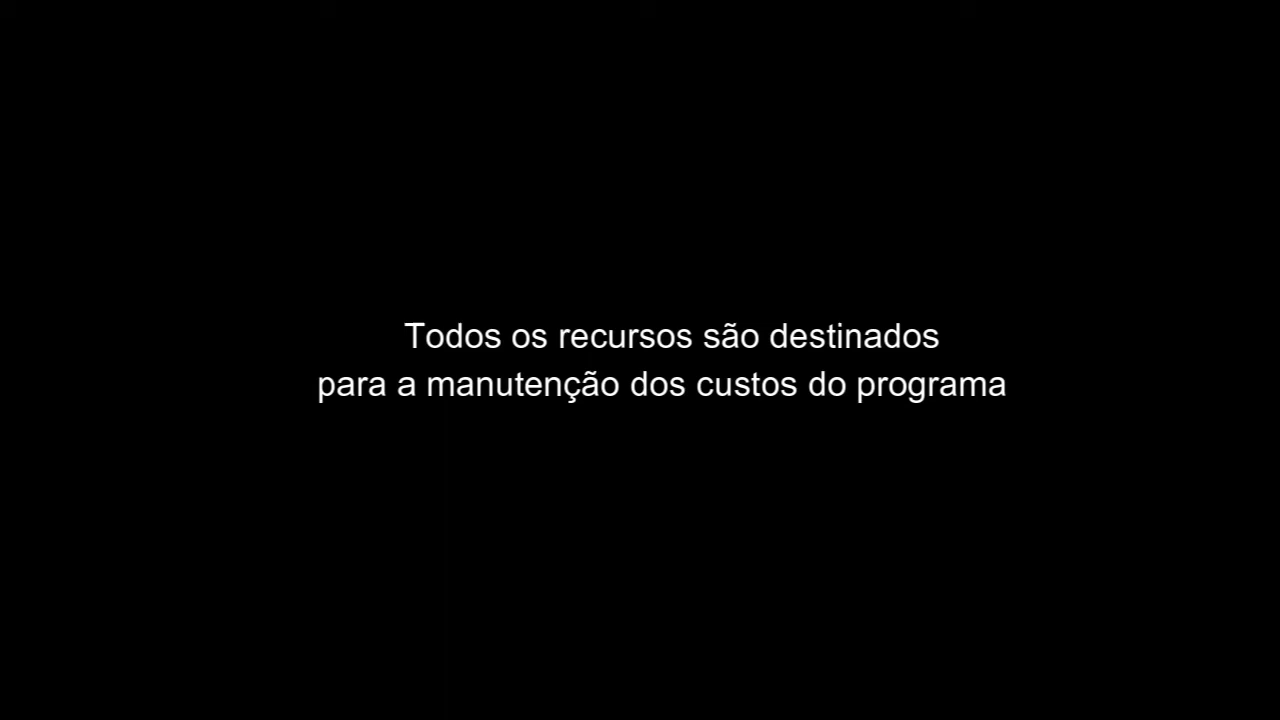 Todos os recursos são destinados
para a manutenção dos custos do programa